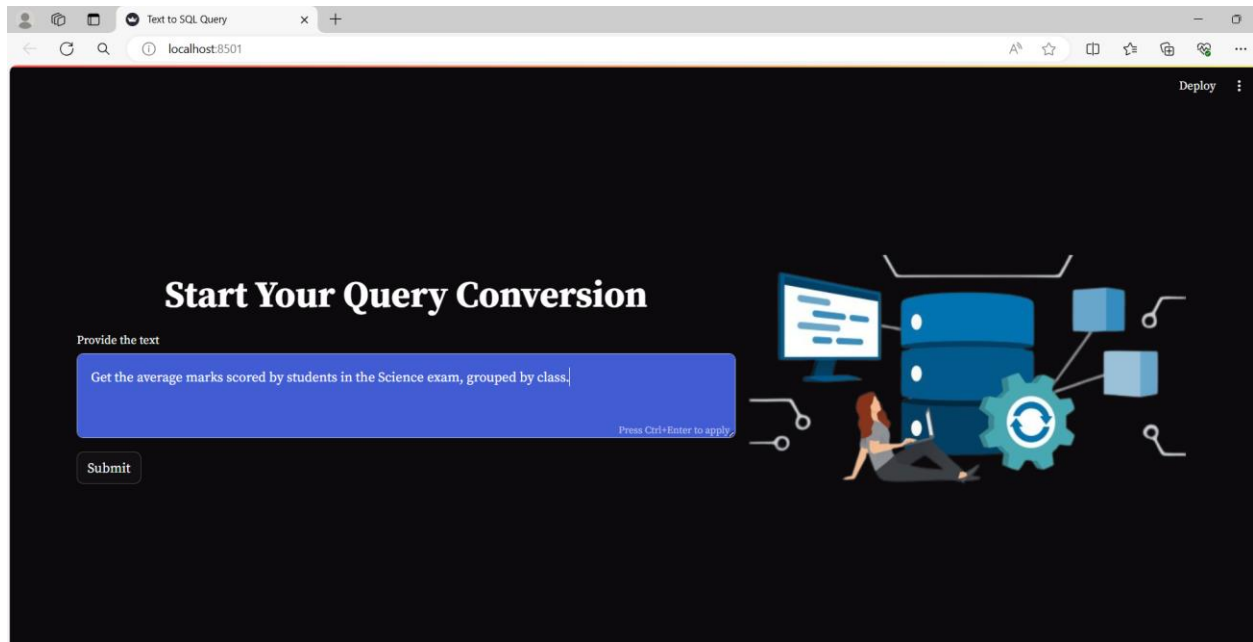 Text to SQL Query
localhost:8501
Deploy
Start Your Query Conversion
Provide the text
Get the average marks scored by students in the Science exam, grouped by class.
Press Ctrl+Enter to apply
Submit